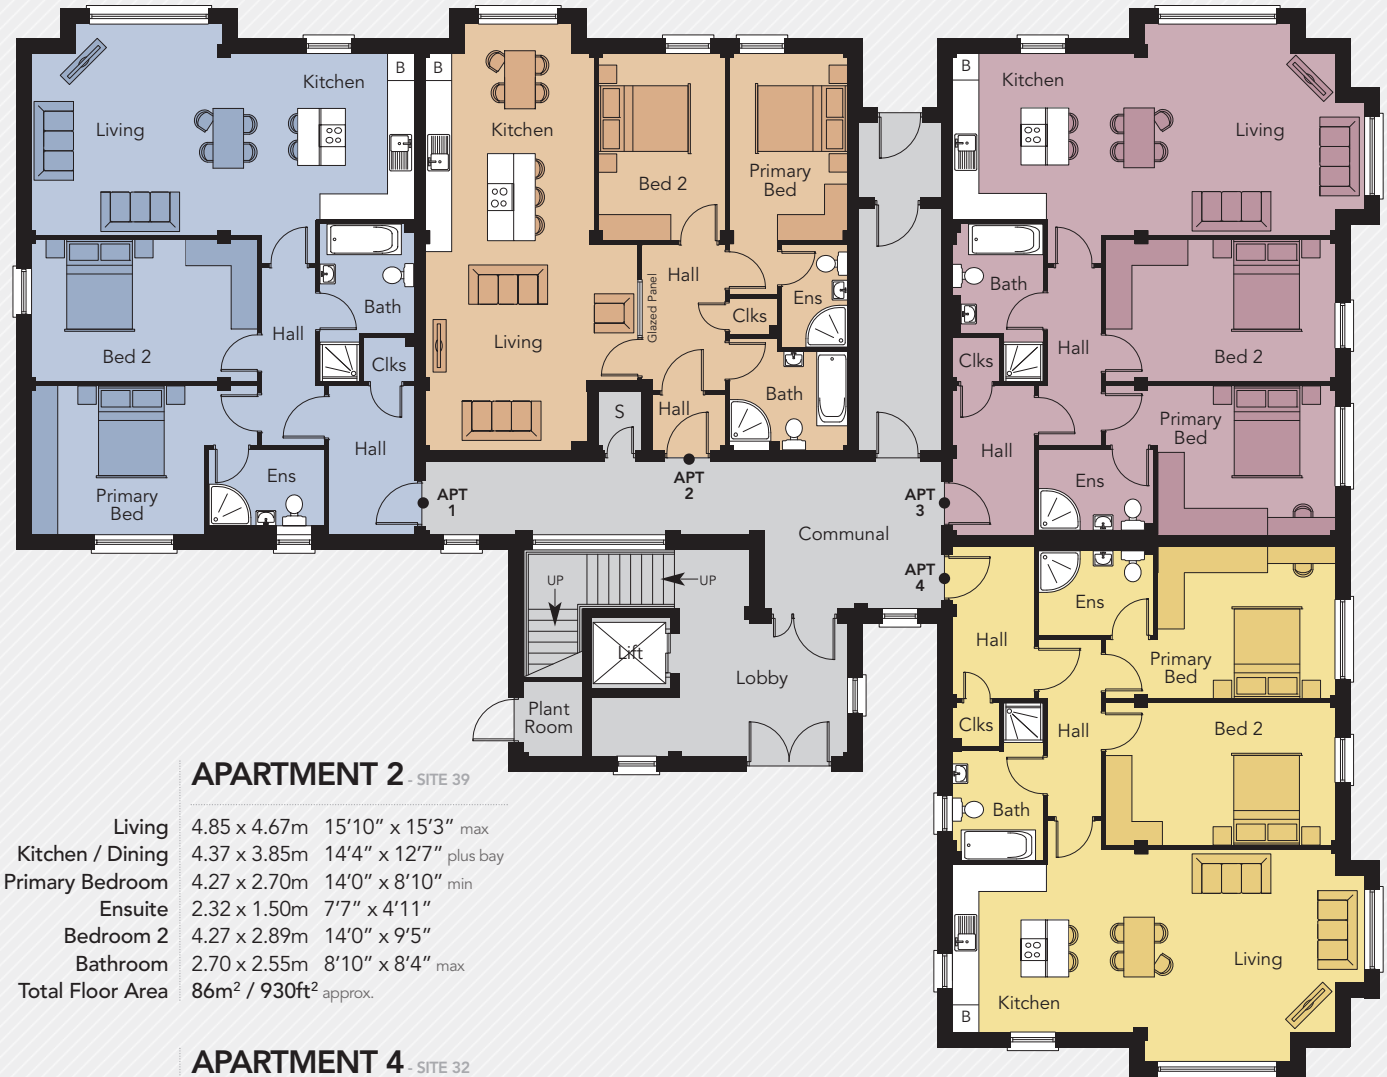 Living
Kitchen
B
Bath
Hall
Bed 2
Clks
Hall
Primary
Bed
Ens
APT
1
B
Kitchen
Bed 2
Primary
Bed
Hall
Glazed Panel
Living
Clks
Ens
Bath
Hall
S
APT
2
B
Kitchen
Living
Bath
Hall
Bed 2
Clks
Hall
Primary
Bed
Ens
APT
3
Communal
APT
4
UP
UP
Lift
Lobby
Plant
Room
Hall
Ens
Primary
Bed
Clks
Hall
Bed 2
Bath
Kitchen
Living
B
APARTMENT 2 - SITE 39
Living 4.85 x 4.67m 15’10” x 15’3” max
Kitchen / Dining 4.37 x 3.85m 14’4” x 12’7” plus bay
Primary Bedroom 4.27 x 2.70m 14’0” x 8’10” min
Ensuite 2.32 x 1.50m 7’7” x 4’11”
Bedroom 2 4.27 x 2.89m 14’0” x 9’5”
Bathroom 2.70 x 2.55m 8’10” x 8’4” max
Total Floor Area 86m² / 930ft² approx.
APARTMENT 4 - SITE 32